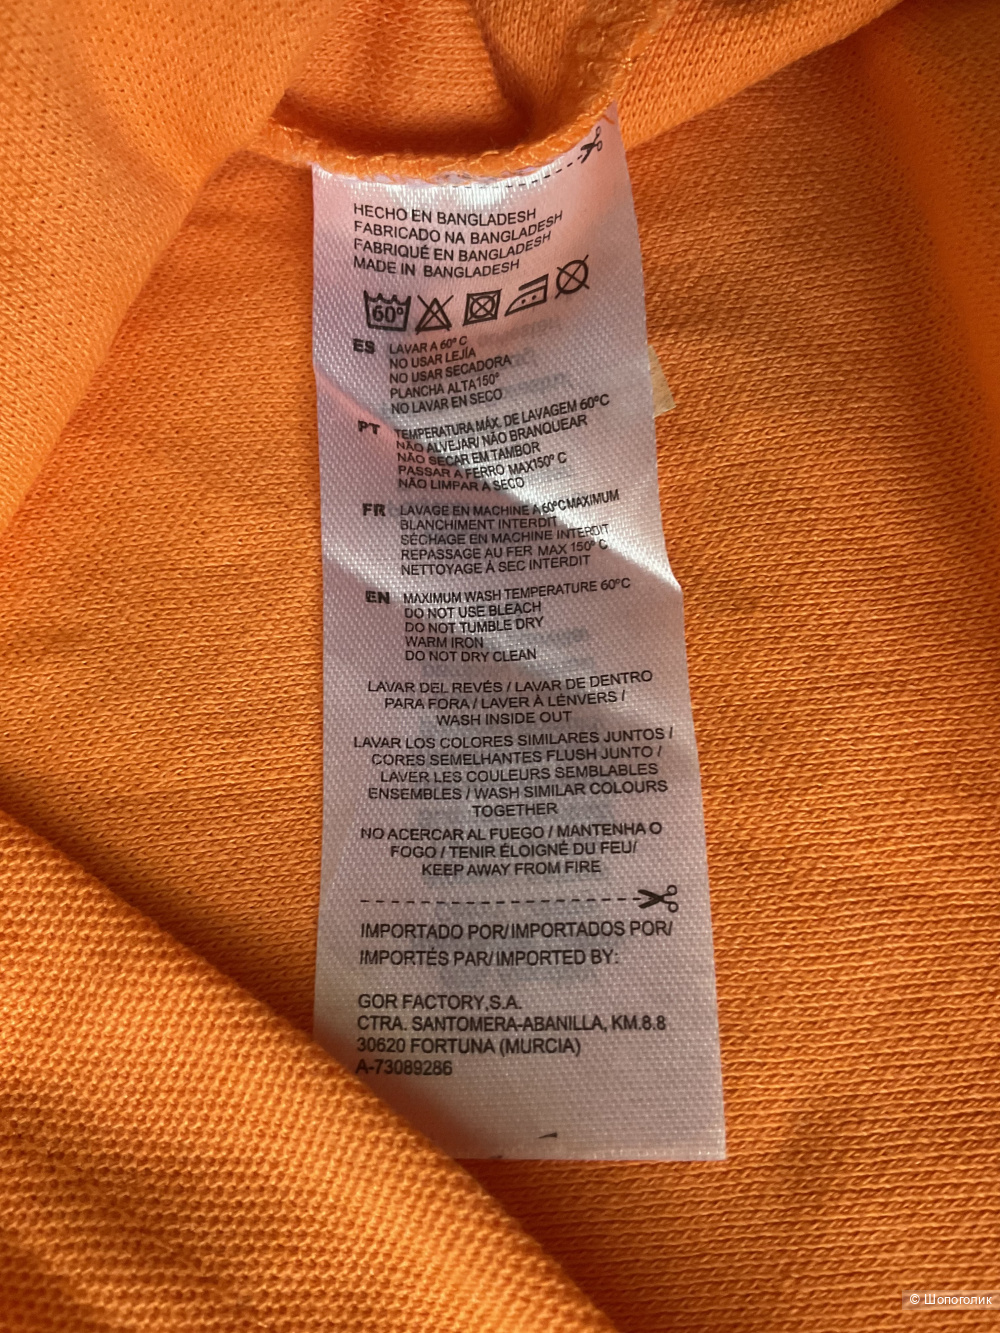 HECHO EN BANGLADESH
FABRICADO NA BANGLADESH
FABRIQUÉ EN BANGLADESH
MADE IN BANGLADESH
60°
ES LAVAR A 60° C
NO USAR LEJÍA
NO USAR SECADORA
PLANCHA ALTA150°
NO LAVAR EN SECO
PT TEMPERATURA MÁX. DE LAVAGEM 60°C
NÃO ALVEJAR/ NÃO BRANQUEAR
NÃO SECAR EM TAMBOR
PASSAR A FERRO MAX150° C
NÃO LIMPAR A SECO
FR LAVAGE EN MACHINE À 60°C MAXIMUM
BLANCHIMENT INTERDIT
SÉCHAGE EN MACHINE INTERDIT
REPASSAGE AU FER MAX 150° C
NETTOYAGE À SEC INTERDIT
EN MAXIMUM WASH TEMPERATURE 60°C
DO NOT USE BLEACH
DO NOT TUMBLE DRY
WARM IRON
DO NOT DRY CLEAN
LAVAR DEL REVÉS / LAVAR DE DENTRO
PARA FORA / LAVER À LÉNVERS /
WASH INSIDE OUT
LAVAR LOS COLORES SIMILARES JUNTOS /
CORES SEMELHANTES FLUSH JUNTO /
LAVER LES COULEURS SEMBLABLES
ENSEMBLES / WASH SIMILAR COLOURS
TOGETHER
NO ACERCAR AL FUEGO / MANTENHA O
FOGO / TENIR ÉLOIGNÉ DU FEU/
KEEP AWAY FROM FIRE
IMPORTADO POR/IMPORTADOS POR/
IMPORTÉS PAR/IMPORTED BY:
GOR FACTORY,S.A.
CTRA. SANTOMERA-ABANILLA, KM.8.8
30620 FORTUNA (MURCIA)
A-73089286
© Шопоголик